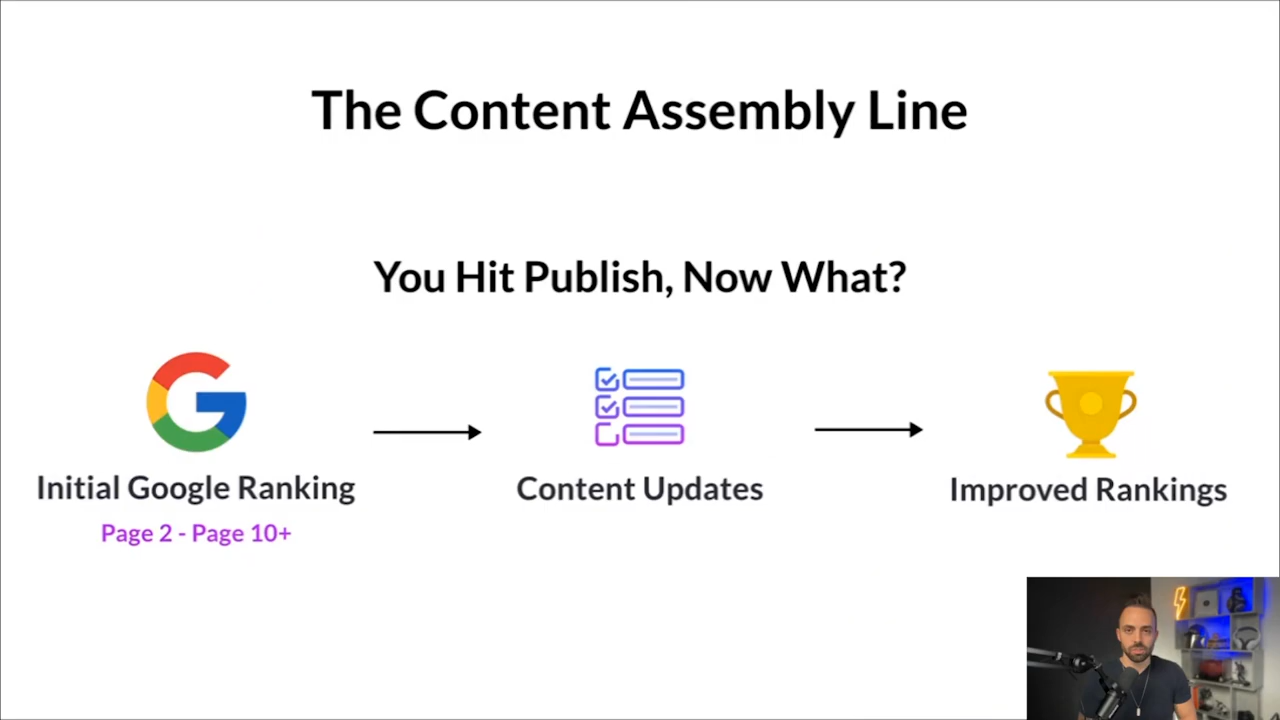 The Content Assembly Line
You Hit Publish, Now What?
Initial Google Ranking
Page 2 - Page 10+
Content Updates
Improved Rankings